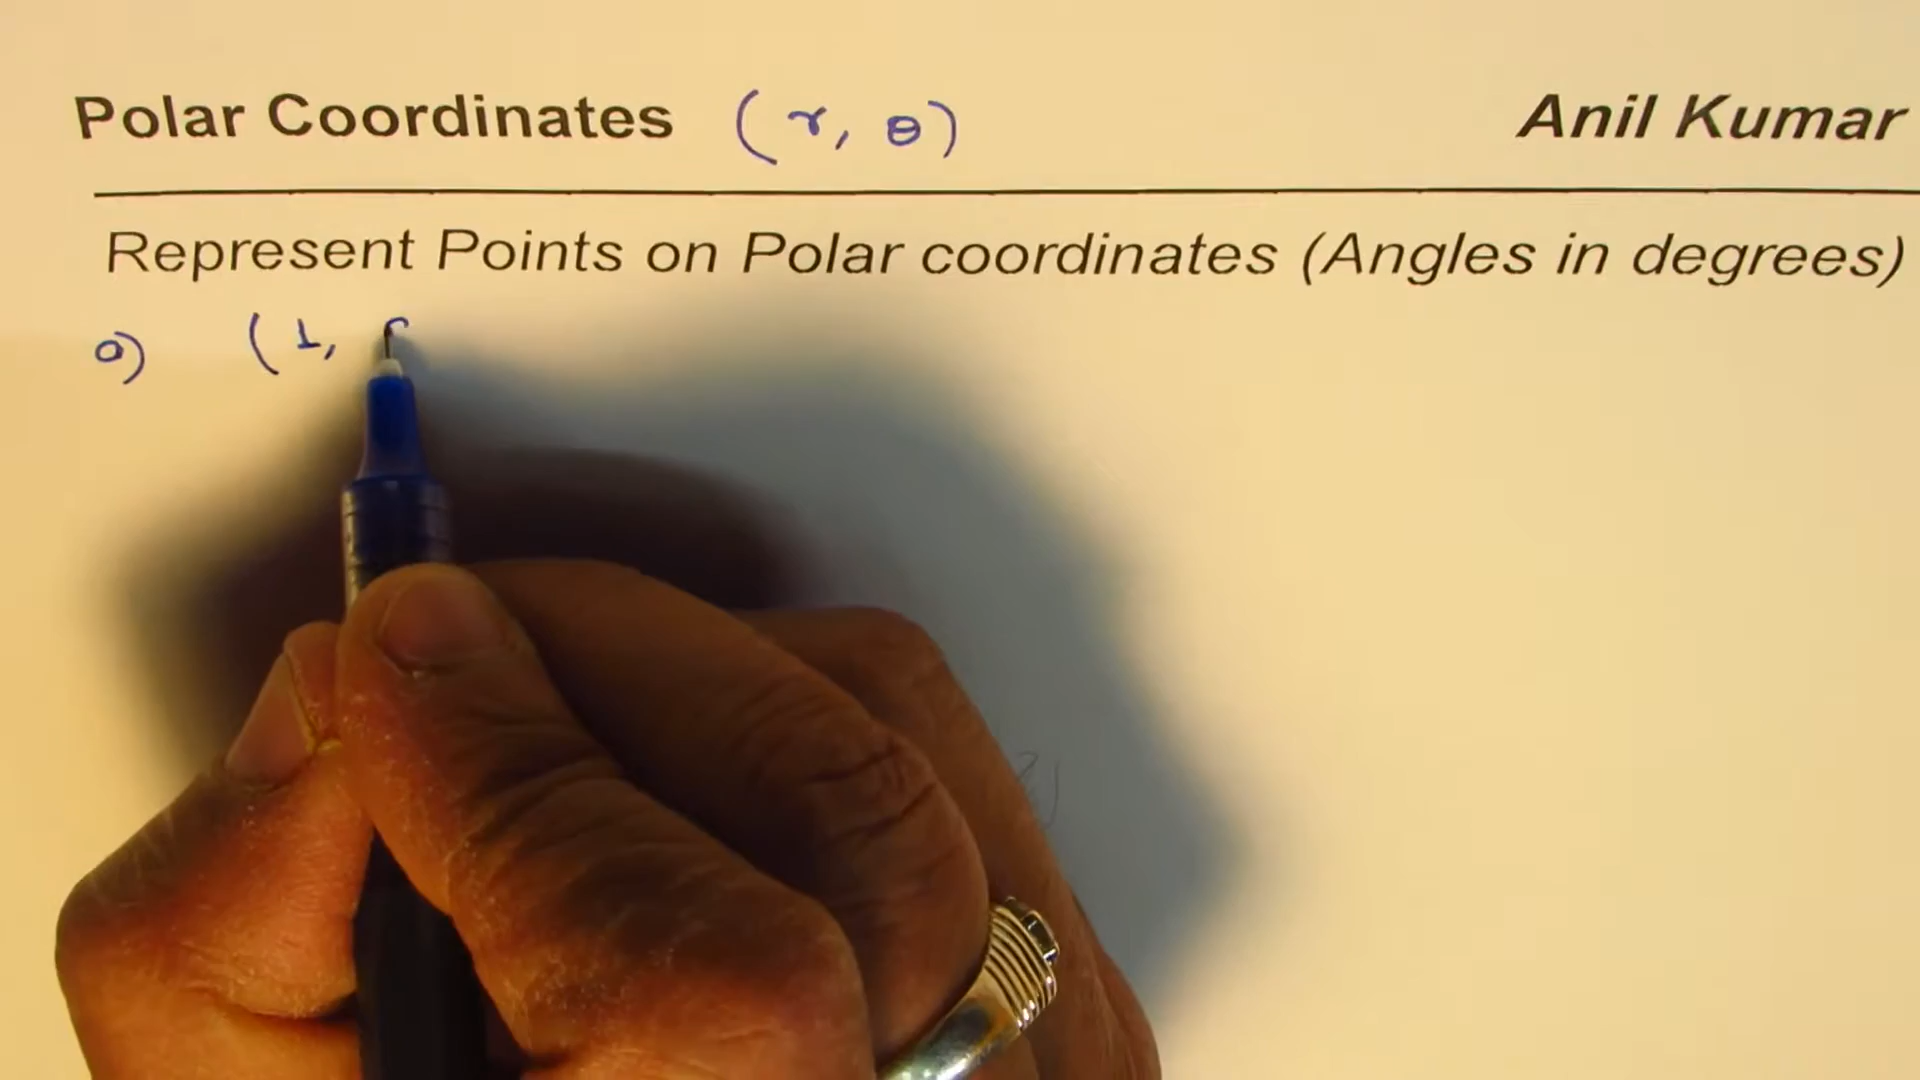 Polar Coordinates (r, θ) Anil Kumar
Represent Points on Polar coordinates (Angles in degrees)
a) (1,